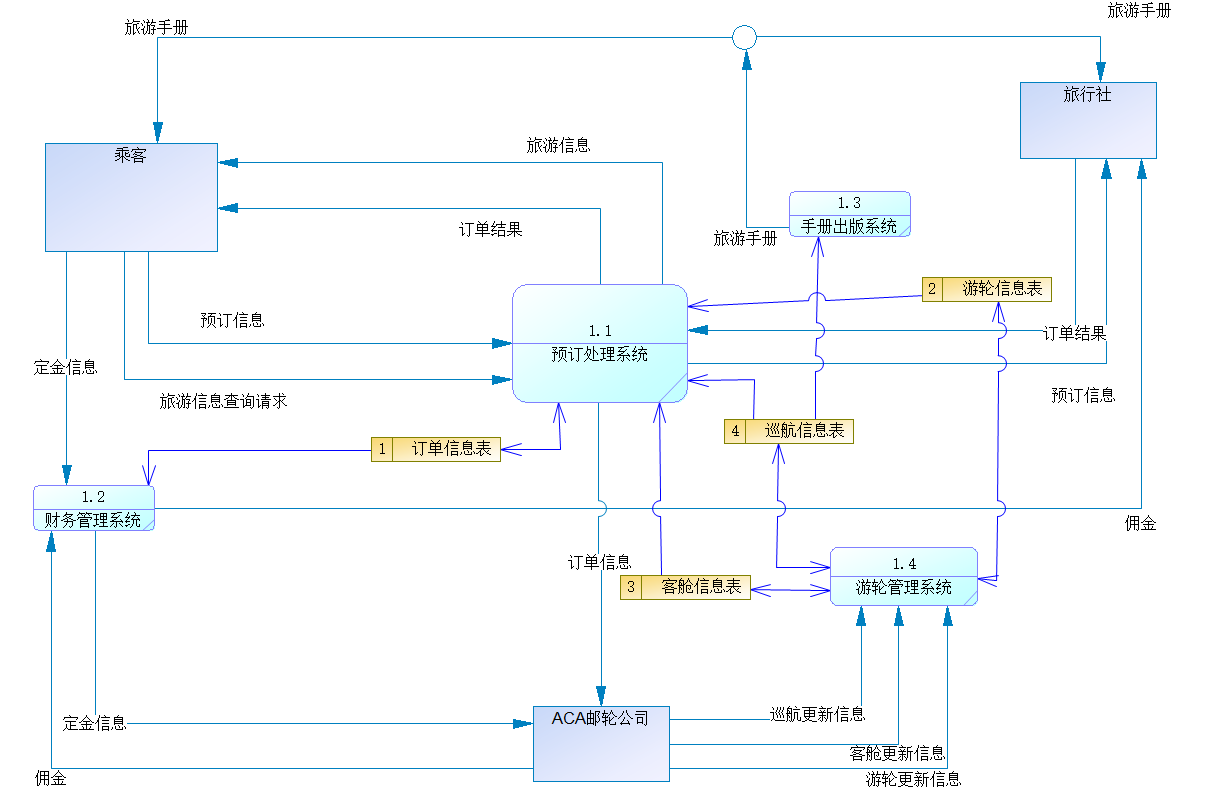 旅游手册
旅游手册
旅行社
旅游信息
乘客
1.3
手册出版系统
订单结果
旅游手册
2 游轮信息表
预订信息
1.1
预订处理系统
订单结果
定金信息
预订信息
旅游信息查询请求
4 巡航信息表
1 订单信息表
1.2
财务管理系统
佣金
订单信息
1.4
游轮管理系统
3 客舱信息表
ACA邮轮公司
巡航更新信息
定金信息
客舱更新信息
佣金
游轮更新信息